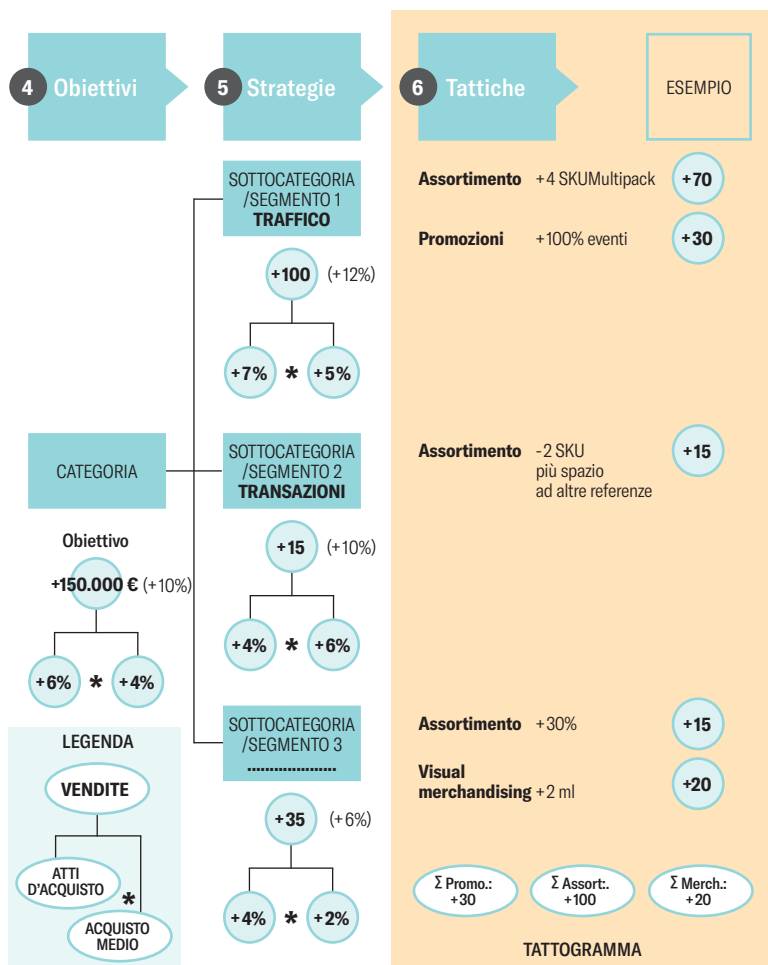 4 Obiettivi
5 Strategie
6 Tattiche
ESEMPIO
SOTTOCATEGORIA
/SEGMENTO 1
TRAFFICO
+100 (+12%)
+7% * +5%
Assortimento +4 SKUMultipack +70
Promozioni +100% eventi +30
CATEGORIA
Obiettivo
+150.000 € (+10%)
+6% * +4%
SOTTOCATEGORIA
/SEGMENTO 2
TRANSAZIONI
+15 (+10%)
+4% * +6%
Assortimento -2 SKU
più spazio
ad altre referenze
+15
SOTTOCATEGORIA
/SEGMENTO 3
.....................
+35 (+6%)
+4% * +2%
Assortimento +30% +15
Visual
merchandising +2 ml +20
LEGENDA
VENDITE
ATTI
D'ACQUISTO
*
ACQUISTO
MEDIO
Σ Promo.:
+30
Σ Assort:.
+100
Σ Merch.:
+20
TATTOGRAMMA